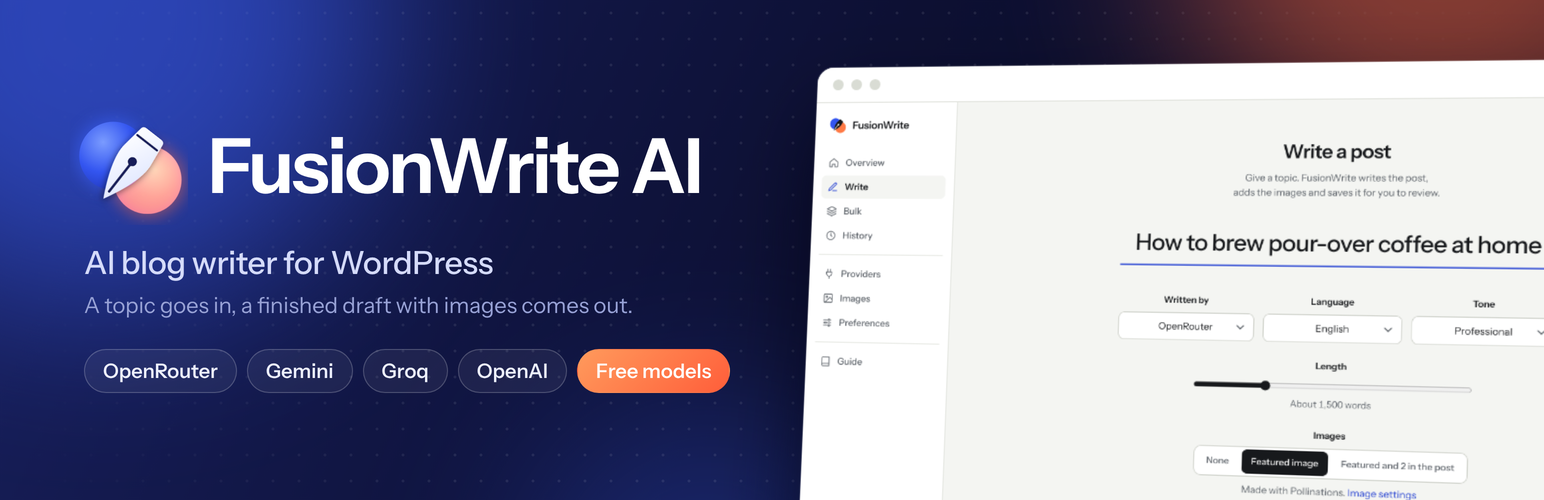 FusionWrite AI
AI blog writer for WordPress
A topic goes in, a finished draft with images comes out.
OpenRouter
Gemini
Groq
OpenAI
Free models
FusionWrite
Overview
Write
Bulk
History
Providers
Images
Preferences
Guide
Write a post
Give a topic. FusionWrite writes the post,
adds the images and saves it for you to review.
How to brew pour-over coffee at home
Written by
Language
Tone
OpenRouter
English
Professional
Length
About 1,500 words
Images
None
Featured image
Featured and 2 in the post
Made with Pollinations. Image settings